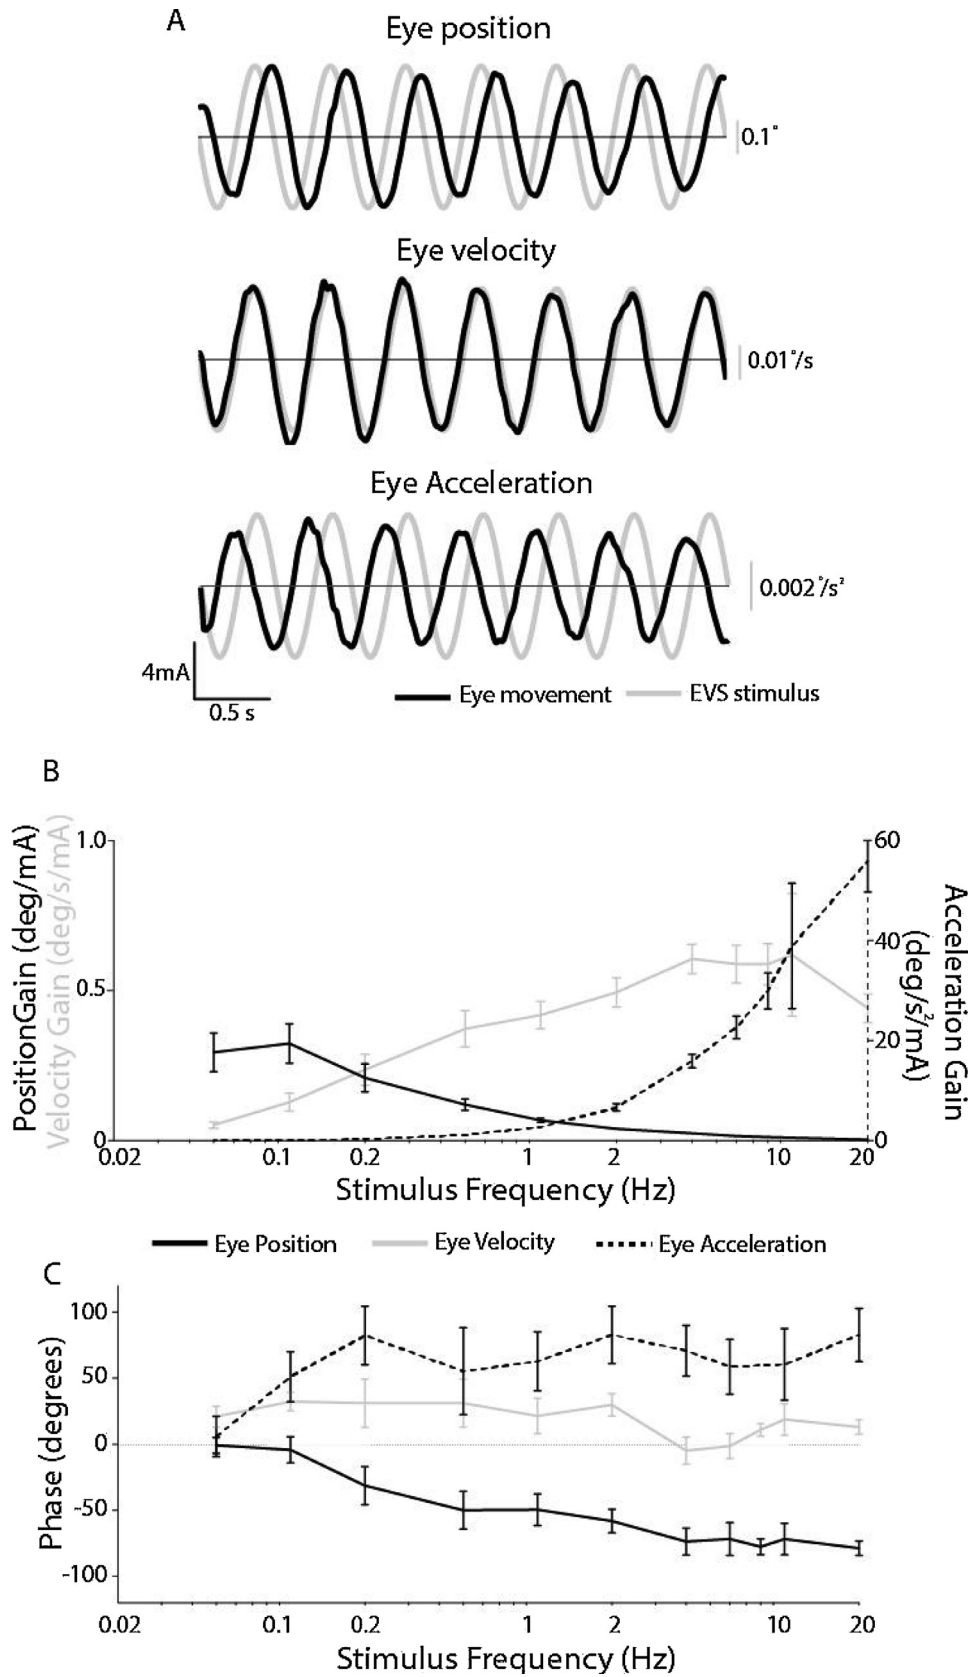 A
Eye position
0.1°
Eye velocity
0.01°/s
Eye Acceleration
0.002°/s²
4mA
0.5 s
Eye movement
EVS stimulus
B
PositionGain (deg/mA)
Velocity Gain (deg/s/mA)
1.0
0.5
0
60
40
20
0
Acceleration Gain
(deg/s²/mA)
0.02
0.1
0.2
1
2
10
20
Stimulus Frequency (Hz)
Eye Position
Eye Velocity
Eye Acceleration
C
Phase (degrees)
100
50
0
-50
-100
0.02
0.1
0.2
1
2
10
20
Stimulus Frequency (Hz)